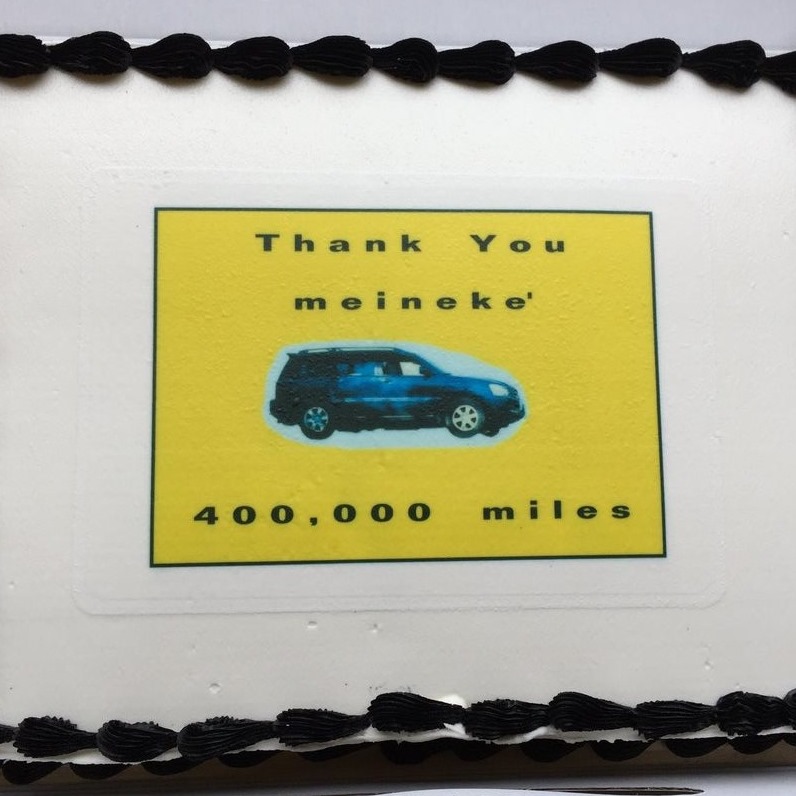 Thank You
meineke'
400,000 miles